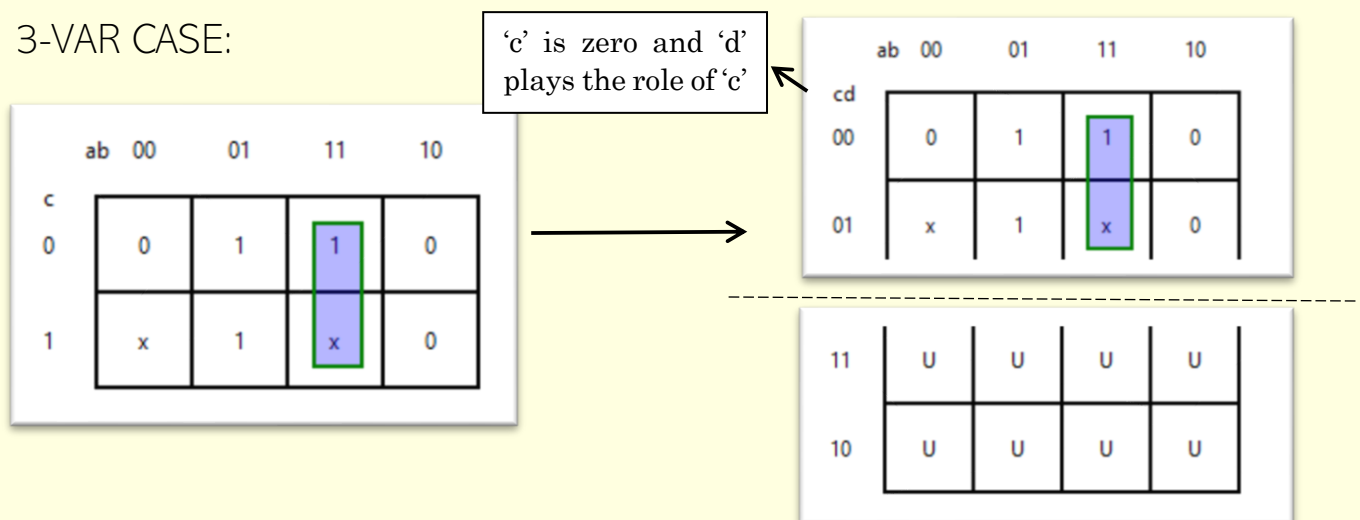 3-VAR CASE:
‘c’ is zero and ‘d’
plays the role of ‘c’
ab 00 01 11 10
c
0 0 1 1 0
1 x 1 x 0
ab 00 01 11 10
cd
00 0 1 1 0
01 x 1 x 0
11 U U U U
10 U U U U